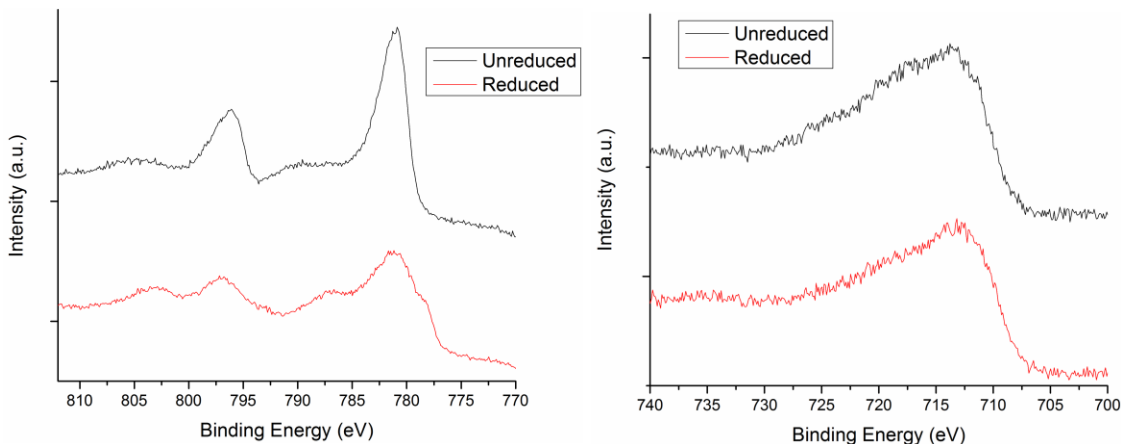 Unreduced
Reduced
Intensity (a.u.)
810 805 800 795 790 785 780 775 770
Binding Energy (eV)
Unreduced
Reduced
Intensity (a.u.)
740 735 730 725 720 715 710 705 700
Binding Energy (eV)